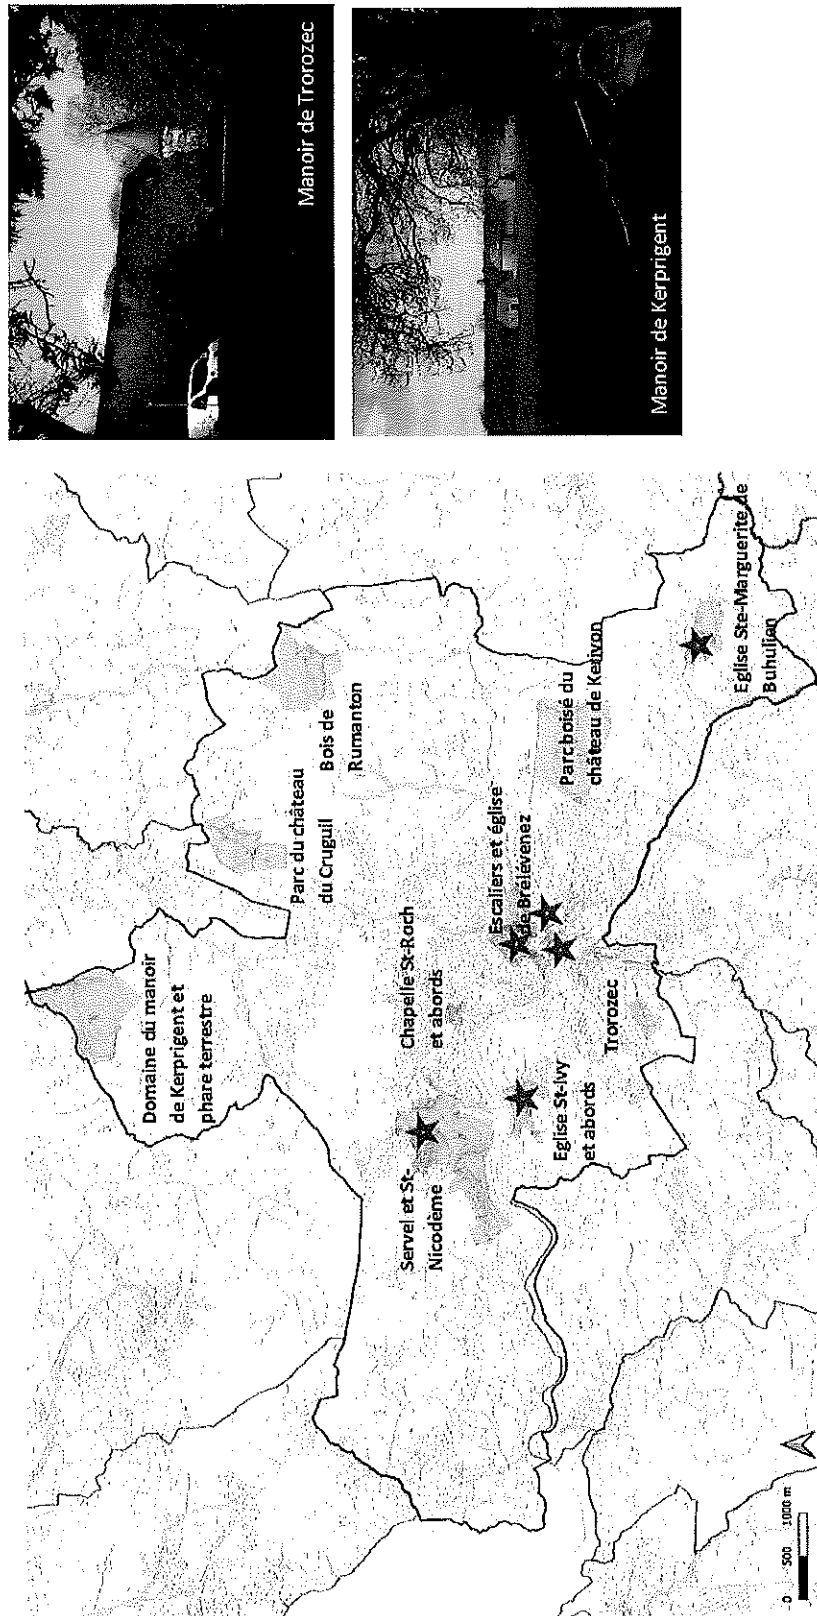 Domaine du manoir
de Kerprigent et
phare terrestre
Parc du château
du Cruguil
Bois de
Rumanton
Servel et St-
Nicodème
Chapelle St-Roch
et abords
Escaliers et église
de Brélévenez
Eglise St-Ivy
et abords
Trorozec
Parc boisé du
château de Kerivon
Eglise Ste-Marguerite de
Buhulien
0 500 1000 m
Manoir de Trorozec
Manoir de Kerprigent